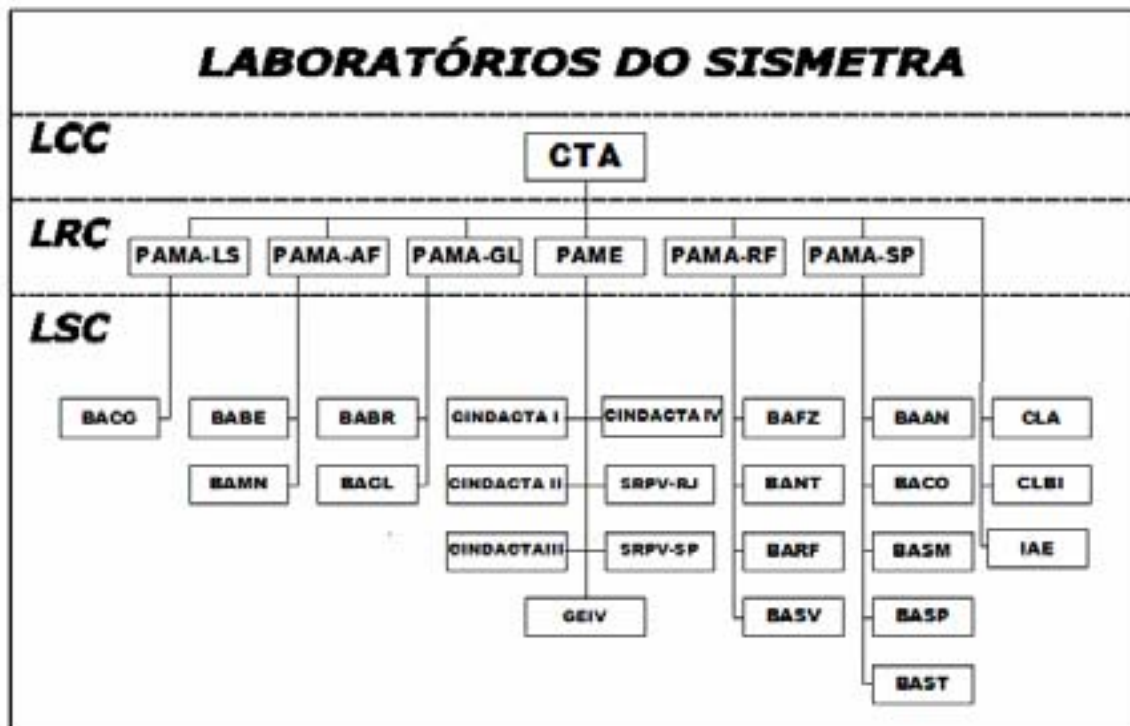 LABORATÓRIOS DO SISMETRA
LCC
CTA
LRC
PAMA-LS PAMA-AF PAMA-GL PAME PAMA-RF PAMA-SP
LSC
BACG BABE BABR CINDACTA I CINDACTA IV BAFZ BAAN CLA
BAMN BAGL CINDACTA II SRPV-RJ BANT BACO CLBI
CINDACTAIII SRPV-SP BARF BASM IAE
GEIV BASV BASP
BAST